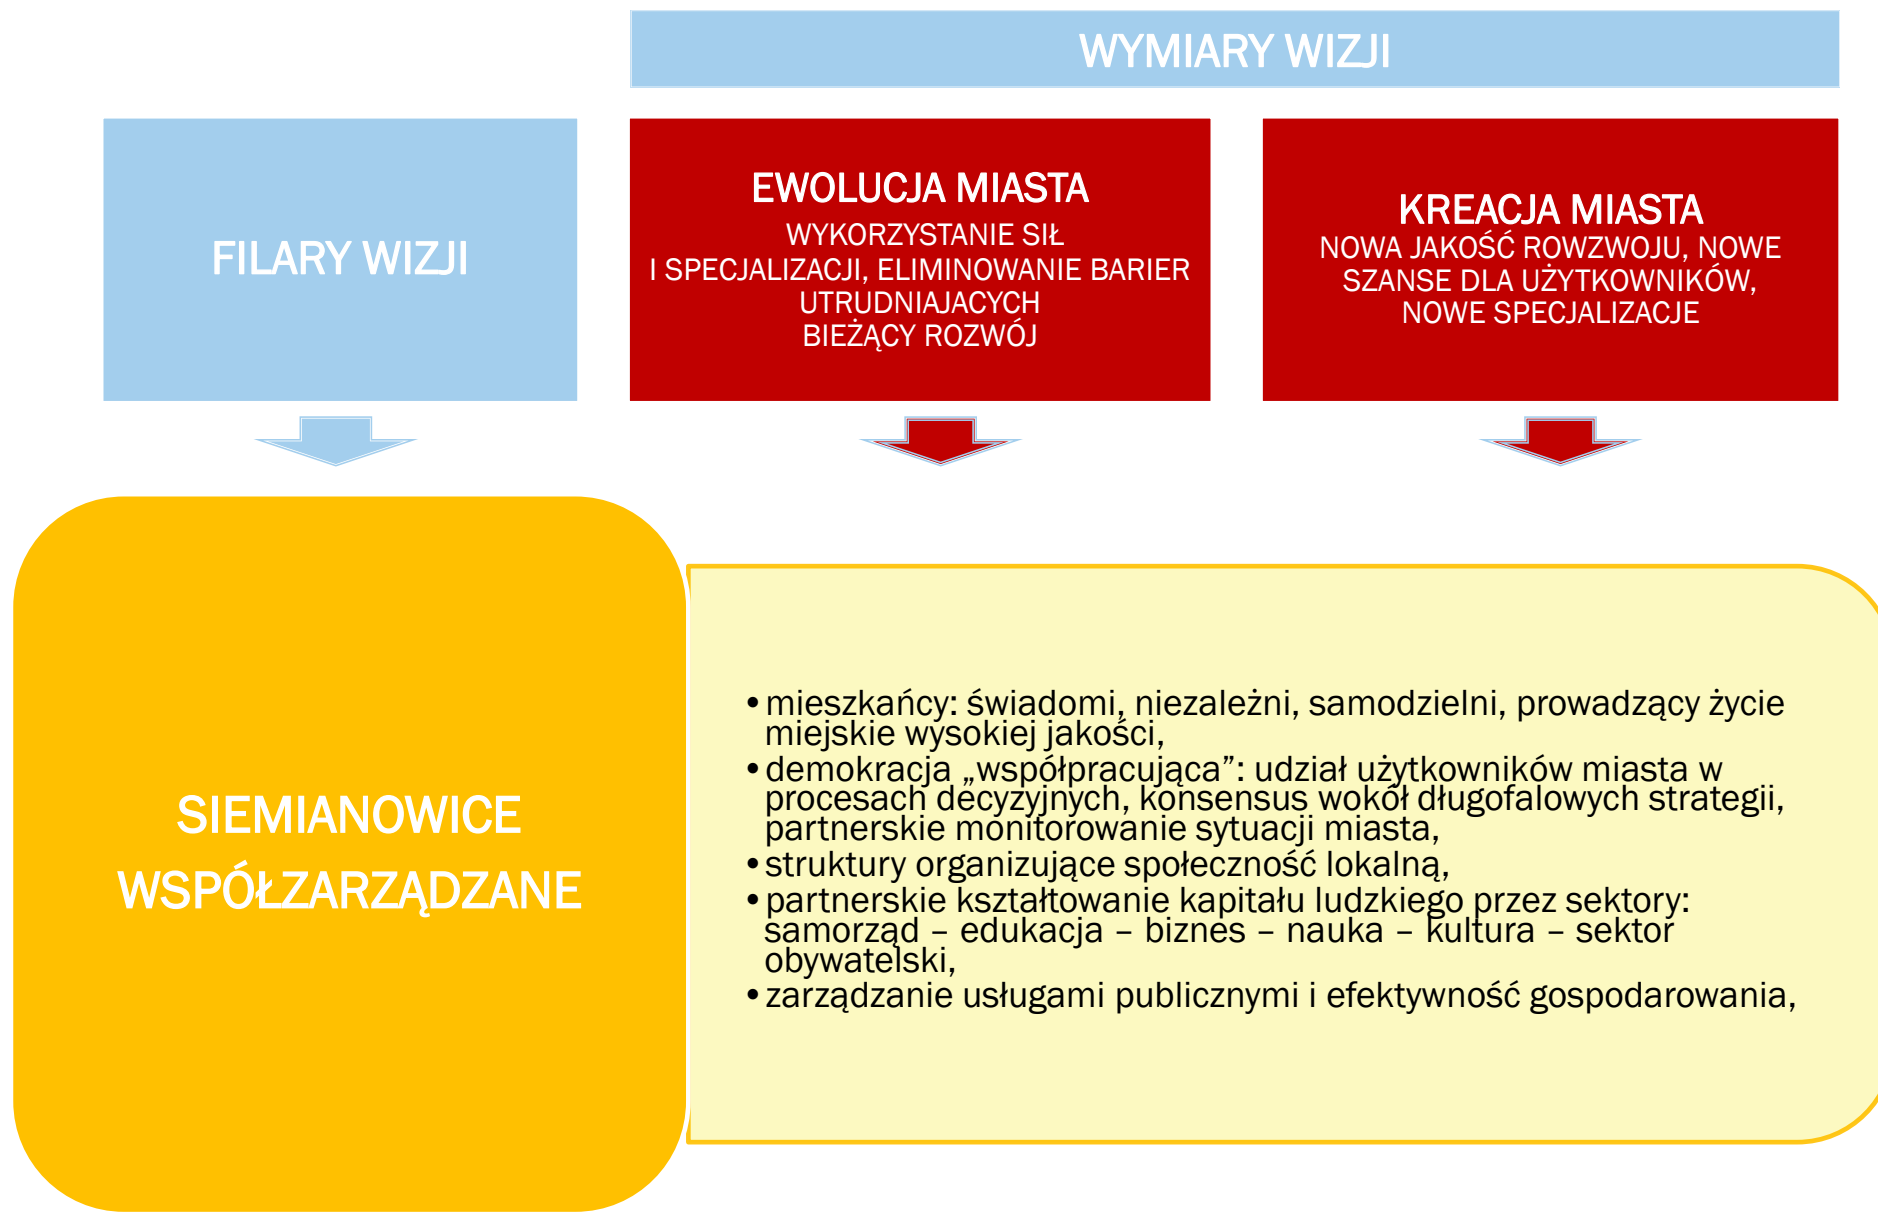 WYMIARY WIZJI
FILARY WIZJI
EWOLUCJA MIASTA
WYKORZYSTANIE SIŁ
I SPECJALIZACJI, ELIMINOWANIE BARIER
UTRUDNIAJACYCH
BIEŻĄCY ROZWÓJ
KREACJA MIASTA
NOWA JAKOŚĆ ROWZWOJU, NOWE
SZANSE DLA UŻYTKOWNIKÓW,
NOWE SPECJALIZACJE
SIEMIANOWICE
WSPÓŁZARZĄDZANE
•mieszkańcy: świadomi, niezależni, samodzielni, prowadzący życie
miejskie wysokiej jakości,
•demokracja „współpracująca”: udział użytkowników miasta w
procesach decyzyjnych, konsensus wokół długofalowych strategii,
partnerskie monitorowanie sytuacji miasta,
•struktury organizujące społeczność lokalną,
•partnerskie kształtowanie kapitału ludzkiego przez sektory:
samorząd – edukacja – biznes – nauka – kultura – sektor
obywatelski,
•zarządzanie usługami publicznymi i efektywność gospodarowania,